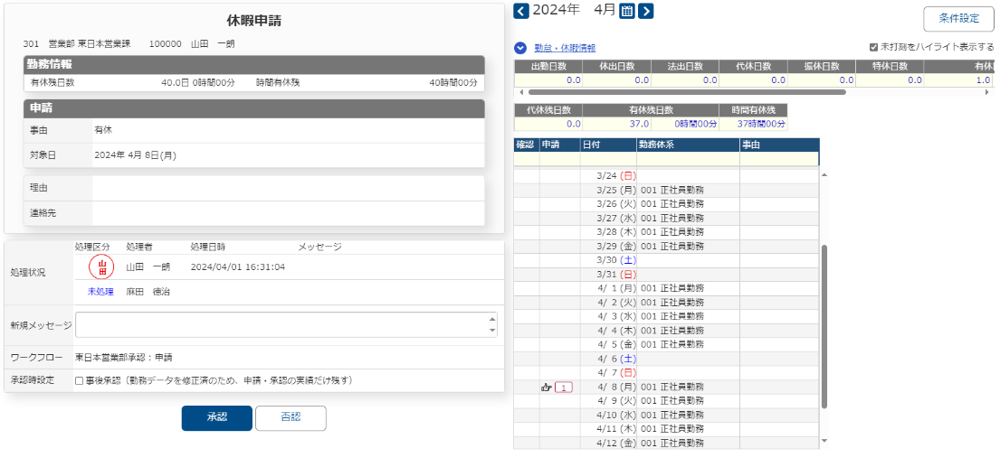 休暇申請
301 営業部 東日本営業課 100000 山田 一朗
勤務情報
有休残日数 40.0日 0時間00分 時間有休残 40時間00分
申請
事由 有休
対象日 2024年 4月 8日(月)
理由
連絡先
処理区分 処理者 処理日時 メッセージ
処理状況
山田 山田 一朗 2024/04/01 16:31:04
未処理 麻田 徳治
新規メッセージ
ワークフロー 東日本営業部承認：申請
承認時設定 事後承認（勤務データを修正済のため、申請・承認の実績だけ残す）
承認 否認
2024年 4月
条件設定
勤怠・休暇情報 未打刻をハイライト表示する
出勤日数 休出日数 法出日数 代休日数 振休日数 特休日数 有休
0.0 0.0 0.0 0.0 0.0 0.0 1.0
代休残日数 有休残日数 時間有休残
0.0 37.0 0時間00分 37時間00分
確認 申請 日付 勤務体系 事由
3/24 (日)
3/25 (月) 001 正社員勤務
3/26 (火) 001 正社員勤務
3/27 (水) 001 正社員勤務
3/28 (木) 001 正社員勤務
3/29 (金) 001 正社員勤務
3/30 (土)
3/31 (日)
4/ 1 (月) 001 正社員勤務
4/ 2 (火) 001 正社員勤務
4/ 3 (水) 001 正社員勤務
4/ 4 (木) 001 正社員勤務
4/ 5 (金) 001 正社員勤務
4/ 6 (土)
4/ 7 (日)
1 4/ 8 (月) 001 正社員勤務
4/ 9 (火) 001 正社員勤務
4/10 (水) 001 正社員勤務
4/11 (木) 001 正社員勤務
4/12 (金) 001 正社員勤務